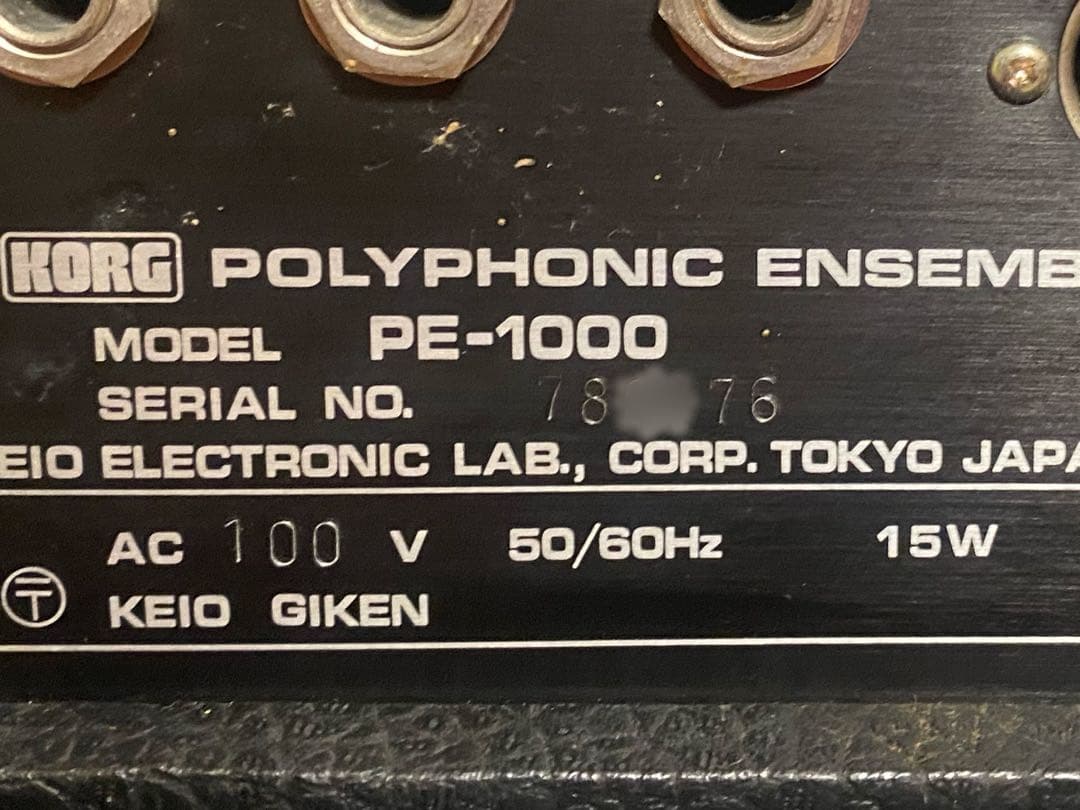 KORG POLYPHONIC ENSEMB
MODEL PE-1000
SERIAL NO. 78 76
EIO ELECTRONIC LAB., CORP. TOKYO JAPA
AC 100 V 50/60Hz 15W
KEIO GIKEN